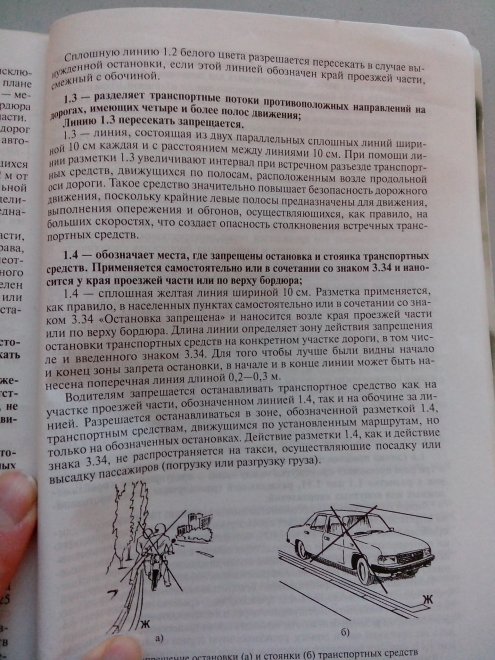 Сплошную линию 1.2 белого цвета разрешается пересекать в случае вы-
нужденной остановки, если этой линией обозначен край проезжей части,
смежный с обочиной.
1.3 — разделяет транспортные потоки противоположных направлений на
дорогах, имеющих четыре и более полос движения;
Линию 1.3 пересекать запрещается.
1.3 — линия, состоящая из двух параллельных сплошных линий шири-
ной 10 см каждая и с расстоянием между линиями 10 см. При помощи ли-
нии разметки 1.3 увеличивают интервал при встречном разъезде транспорт-
ных средств, движущихся по полосам, расположенным возле продольной
оси дороги. Такое средство значительно повышает безопасность дорожного
движения, поскольку крайние левые полосы предназначены для движения,
выполнения опережения и обгонов, осуществляющихся, как правило, на
больших скоростях, что создает опасность столкновения встречных транс-
портных средств.
1.4 — обозначает места, где запрещены остановка и стоянка транспортных
средств. Применяется самостоятельно или в сочетании со знаком 3.34 и нано-
сится у края проезжей части или по верху бордюра;
1.4 — сплошная желтая линия шириной 10 см. Разметка применяется,
как правило, в населенных пунктах самостоятельно или в сочетании со зна-
ком 3.34 «Остановка запрещена» и наносится возле края проезжей части
или по верху бордюра. Длина линии определяет зону действия запрещения
остановки транспортных средств на конкретном участке дороги, в том чис-
ле и введенного знаком 3.34. Для того чтобы лучше были видны начало
и конец зоны запрета остановки, в начале и в конце линии может быть на-
несена поперечная линия длиной 0,2—0,3 м.
Водителям запрещается останавливать транспортное средство как на
участке проезжей части, обозначенном линией 1.4, так и на обочине за ли-
нией. Разрешается останавливаться в зоне, обозначенной разметкой 1.4,
транспортным средствам, движущимся по установленным маршрутам, но
только на обозначенных остановках. Действие разметки 1.4, как и действие
знака 3.34, не распространяется на такси, осуществляющие посадку или
высадку пассажиров (погрузку или разгрузку груза).
Ж
Ж
а)
б)
остановки (а) и стоянки (б) транспортных средств